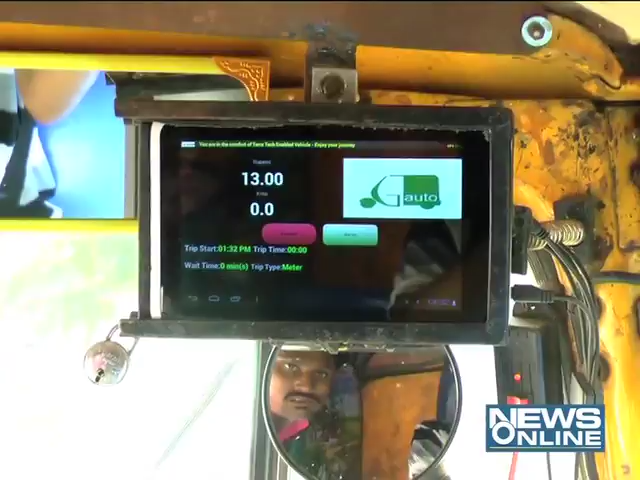 You are in the comfort of Terra Tech Enabled Vehicle - Enjoy your journey
Rupees
13.00
0.0
G auto
Trip Start:01:32 PM Trip Time:00:00
Wait Time:0 min(s) Trip Type:Meter
NEWS
ONLINE